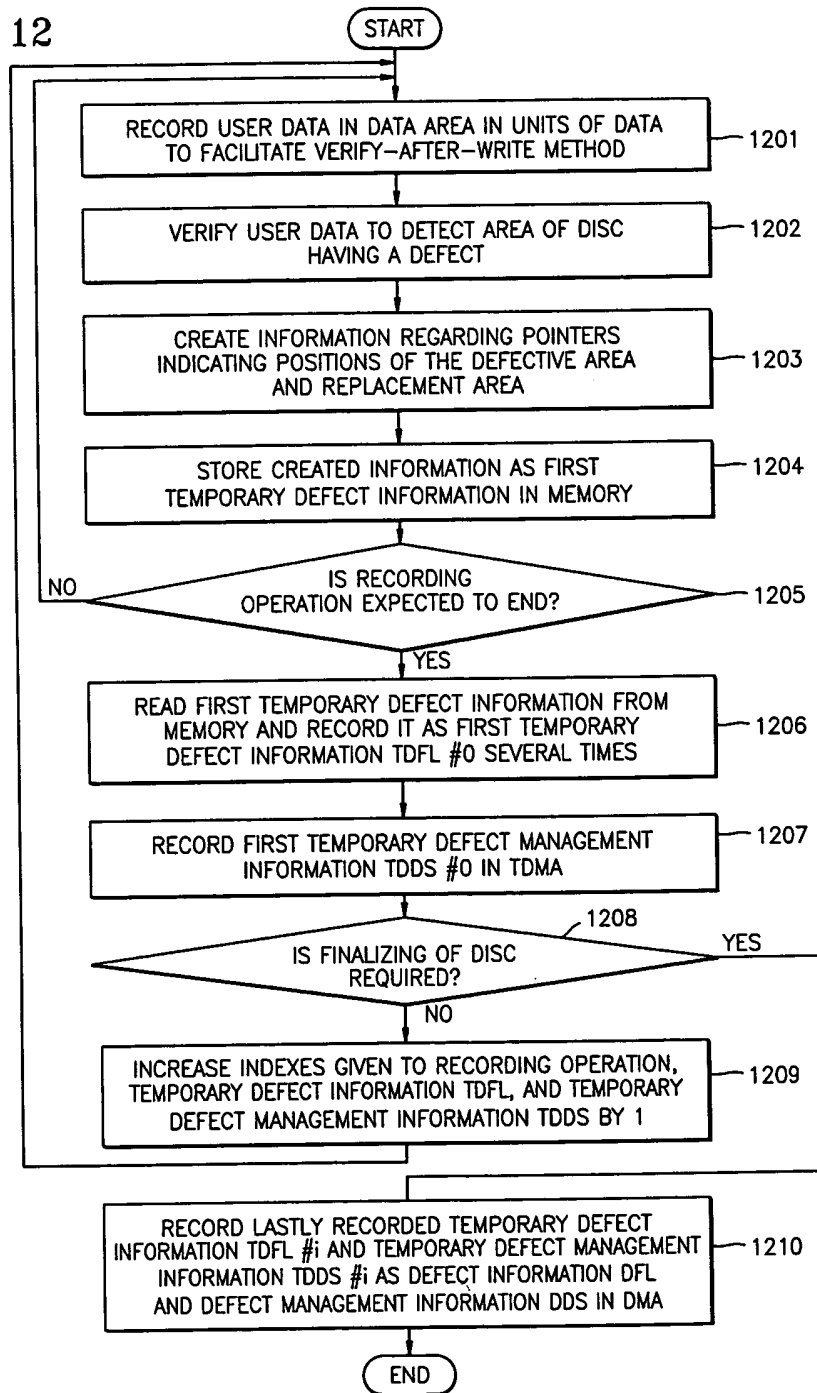 12
START
RECORD USER DATA IN DATA AREA IN UNITS OF DATA
TO FACILITATE VERIFY-AFTER-WRITE METHOD
1201
VERIFY USER DATA TO DETECT AREA OF DISC
HAVING A DEFECT
1202
CREATE INFORMATION REGARDING POINTERS
INDICATING POSITIONS OF THE DEFECTIVE AREA
AND REPLACEMENT AREA
1203
STORE CREATED INFORMATION AS FIRST
TEMPORARY DEFECT INFORMATION IN MEMORY
1204
IS RECORDING
OPERATION EXPECTED TO END?
1205
NO
YES
READ FIRST TEMPORARY DEFECT INFORMATION FROM
MEMORY AND RECORD IT AS FIRST TEMPORARY
DEFECT INFORMATION TDFL #0 SEVERAL TIMES
1206
RECORD FIRST TEMPORARY DEFECT MANAGEMENT
INFORMATION TDDS #0 IN TDMA
1207
1208
IS FINALIZING OF DISC
REQUIRED?
YES
NO
INCREASE INDEXES GIVEN TO RECORDING OPERATION,
TEMPORARY DEFECT INFORMATION TDFL, AND TEMPORARY
DEFECT MANAGEMENT INFORMATION TDDS BY 1
1209
RECORD LASTLY RECORDED TEMPORARY DEFECT
INFORMATION TDFL #i AND TEMPORARY DEFECT MANAGEMENT
INFORMATION TDDS #i AS DEFECT INFORMATION DFL
AND DEFECT MANAGEMENT INFORMATION DDS IN DMA
1210
END